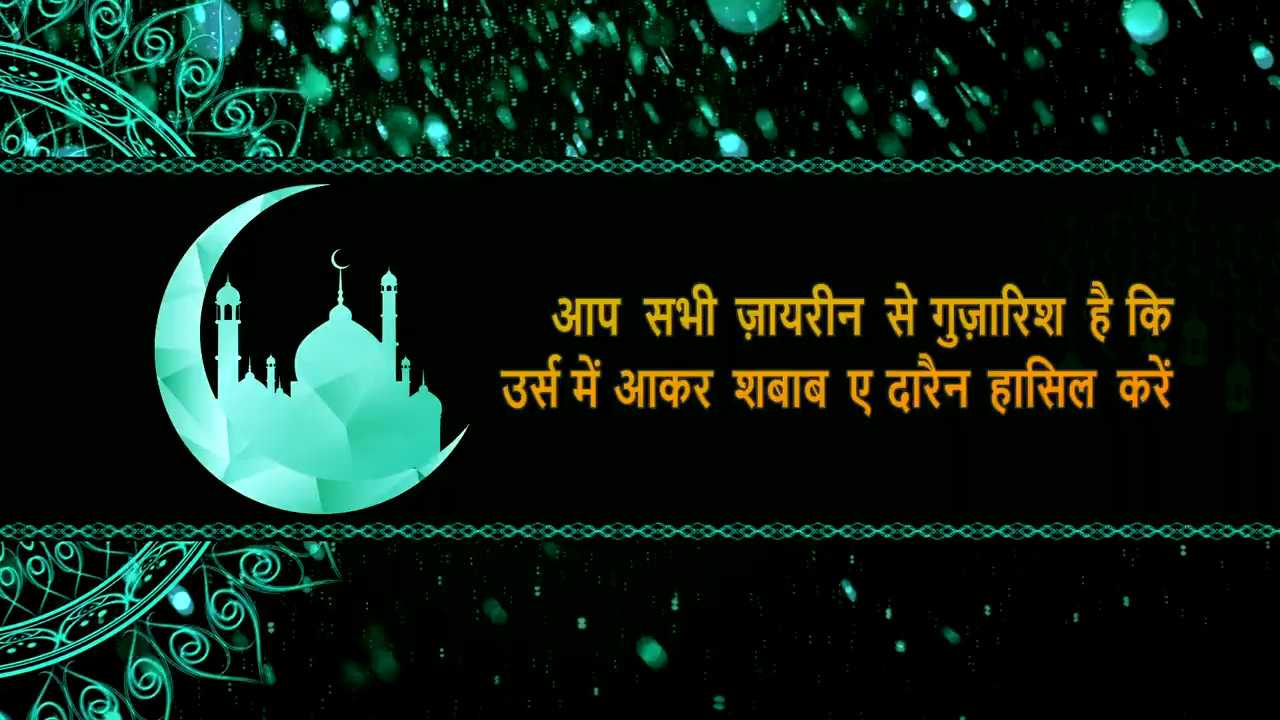 आप सभी ज़ायरीन से गुज़ारिश है कि
उर्स में आकर शबाब ए दारैन हासिल करें